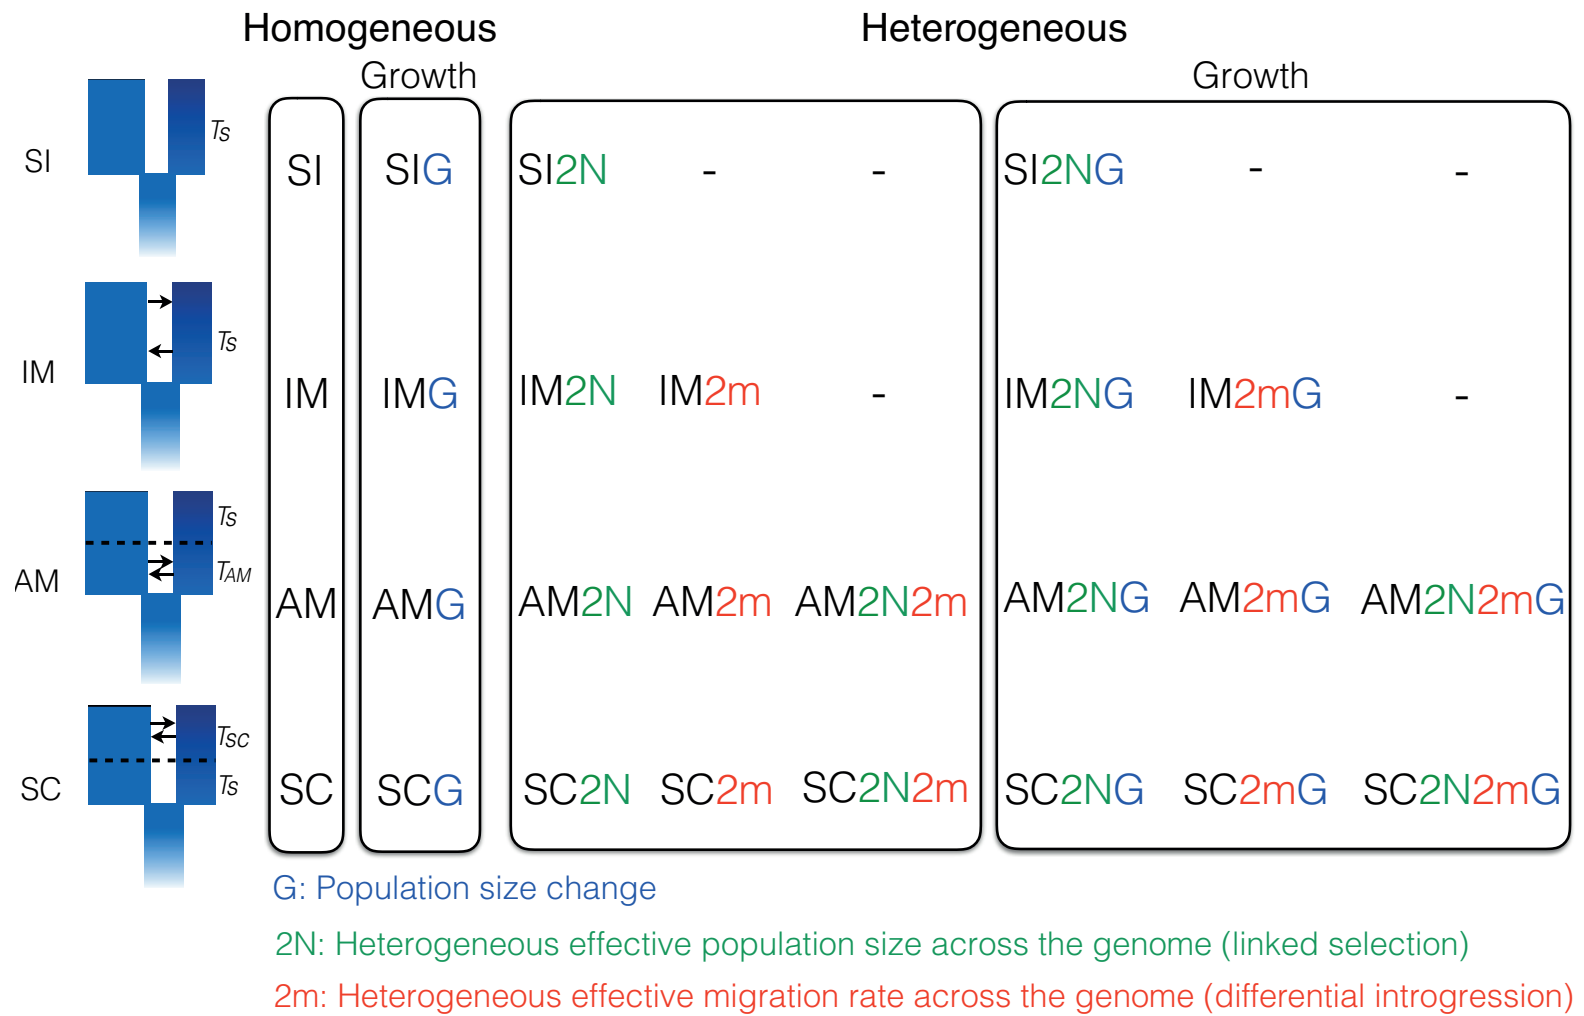 Homogeneous Heterogeneous
Growth Growth
Ts
SI SI SIG SI2N - - SI2NG - -
Ts
IM IM IMG IM2N IM2m - IM2NG IM2mG -
Ts
AM TAM AM AMG AM2N AM2m AM2N2m AM2NG AM2mG AM2N2mG
TSC
SC Ts SC SCG SC2N SC2m SC2N2m SC2NG SC2mG SC2N2mG
G: Population size change
2N: Heterogeneous effective population size across the genome (linked selection)
2m: Heterogeneous effective migration rate across the genome (differential introgression)